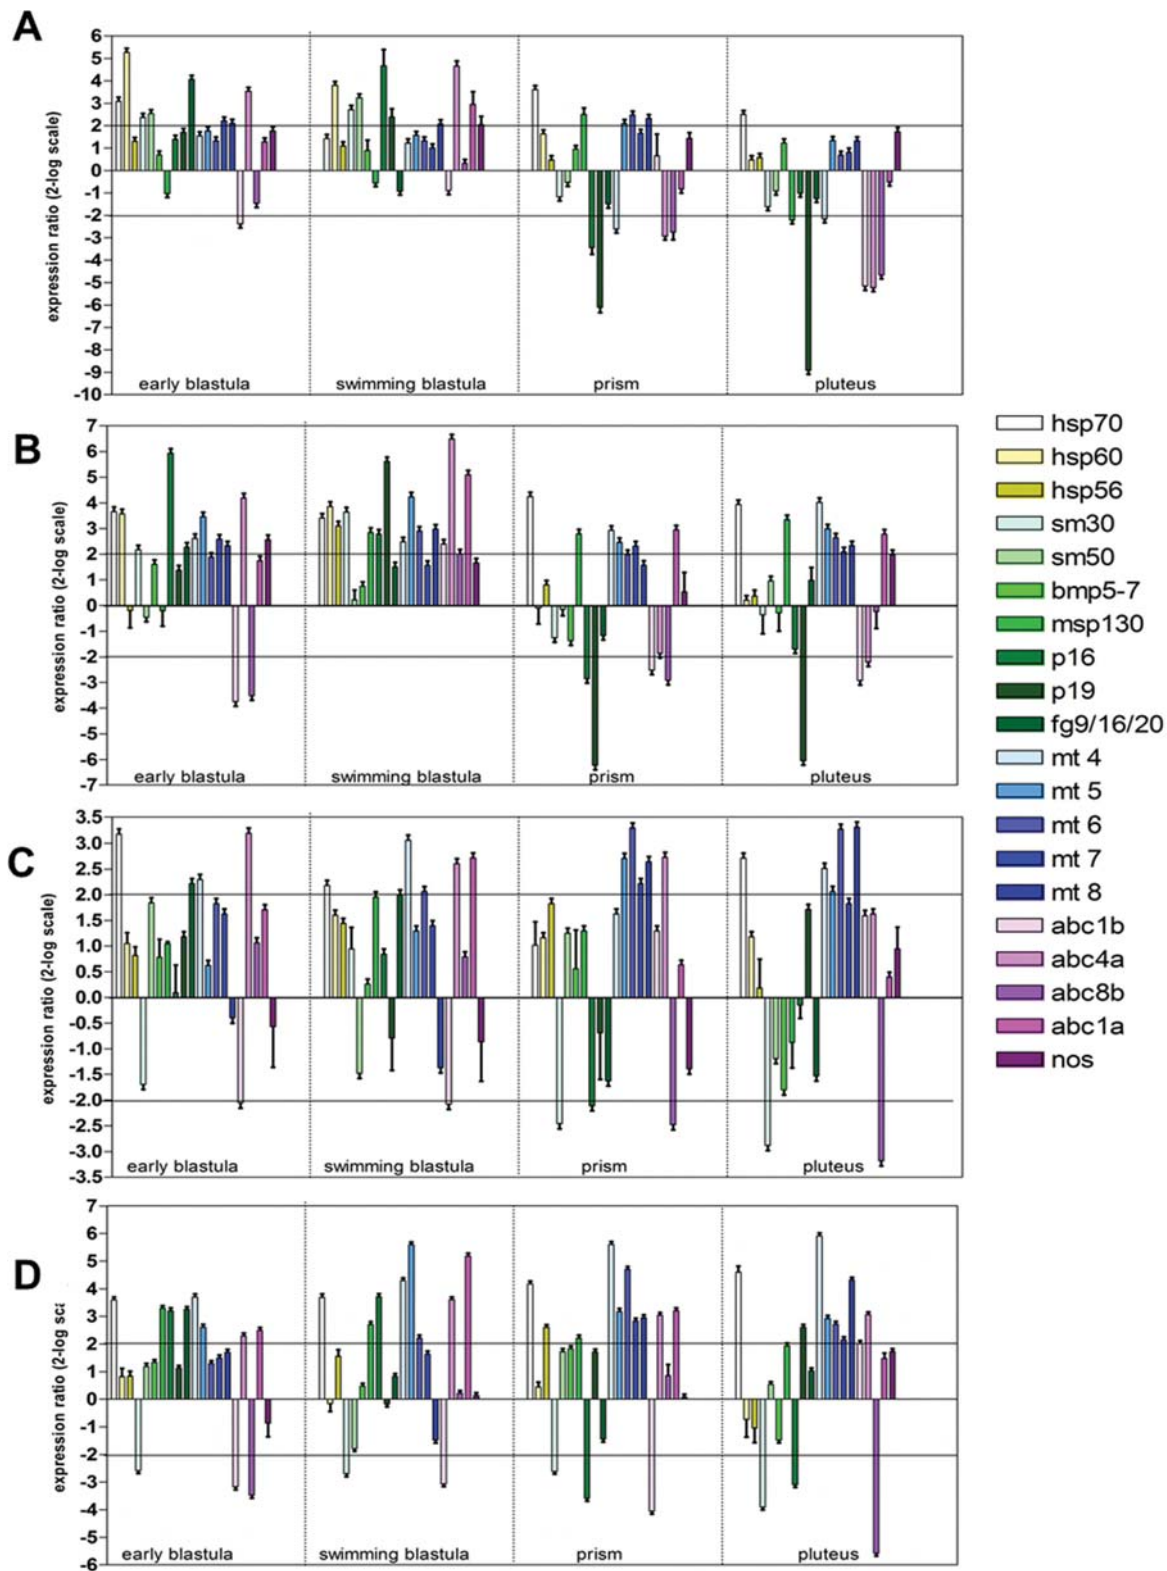 A
expression ratio (2-log scale)
6
5
4
3
2
1
0
-1
-2
-3
-4
-5
-6
-7
-8
-9
-10
early blastula swimming blastula prism pluteus
B
expression ratio (2-log scale)
7
6
5
4
3
2
1
0
-1
-2
-3
-4
-5
-6
-7
early blastula swimming blastula prism pluteus
C
expression ratio (2-log scale)
3.5
3.0
2.5
2.0
1.5
1.0
0.5
0.0
-0.5
-1.0
-1.5
-2.0
-2.5
-3.0
-3.5
early blastula swimming blastula prism pluteus
D
expression ratio (2-log
7
6
5
4
3
2
1
0
-1
-2
-3
-4
-5
-6
early blastula swimming blastula prism pluteus
hsp70
hsp60
hsp56
sm30
sm50
bmp5-7
msp130
p16
p19
fg9/16/20
mt 4
mt 5
mt 6
mt 7
mt 8
abc1b
abc4a
abc8b
abc1a
nos